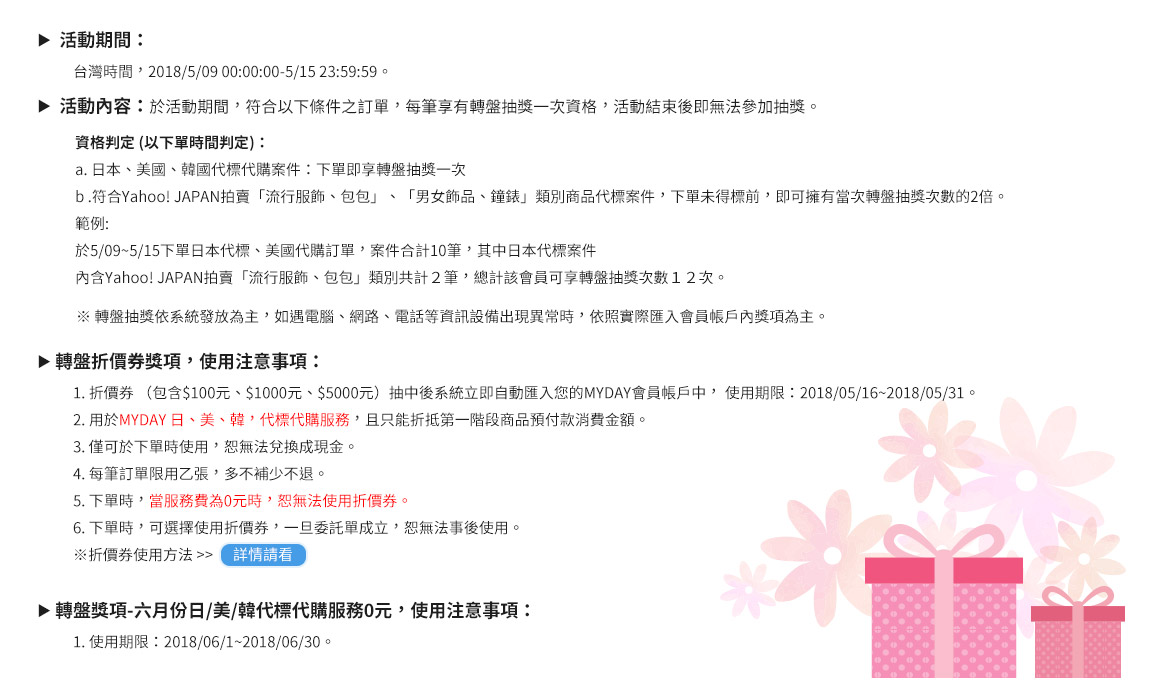 ▶ 活動期間：
台灣時間，2018/5/09 00:00:00-5/15 23:59:59。
▶ 活動內容：於活動期間，符合以下條件之訂單，每筆享有轉盤抽獎一次資格，活動結束後即無法參加抽獎。
資格判定 (以下單時間判定)：
a. 日本、美國、韓國代標代購案件：下單即享轉盤抽獎一次
b .符合Yahoo! JAPAN拍賣「流行服飾、包包」、「男女飾品、鐘錶」類別商品代標案件，下單未得標前，即可擁有當次轉盤抽獎次數的2倍。
範例:
於5/09~5/15下單日本代標、美國代購訂單，案件合計10筆，其中日本代標案件
內含Yahoo! JAPAN拍賣「流行服飾、包包」類別共計２筆，總計該會員可享轉盤抽獎次數１２次。
※ 轉盤抽獎依系統發放為主，如遇電腦、網路、電話等資訊設備出現異常時，依照實際匯入會員帳戶內獎項為主。
▶ 轉盤折價券獎項，使用注意事項：
1. 折價券 （包含$100元、$1000元、$5000元）抽中後系統立即自動匯入您的MYDAY會員帳戶中， 使用期限：2018/05/16~2018/05/31。
2. 用於MYDAY 日、美、韓，代標代購服務，且只能折抵第一階段商品預付款消費金額。
3. 僅可於下單時使用，恕無法兌換成現金。
4. 每筆訂單限用乙張，多不補少不退。
5. 下單時，當服務費為0元時，恕無法使用折價券。
6. 下單時，可選擇使用折價券，一旦委託單成立，恕無法事後使用。
※折價券使用方法 >> 詳情請看
▶ 轉盤獎項-六月份日/美/韓代標代購服務0元，使用注意事項：
1. 使用期限：2018/06/1~2018/06/30。